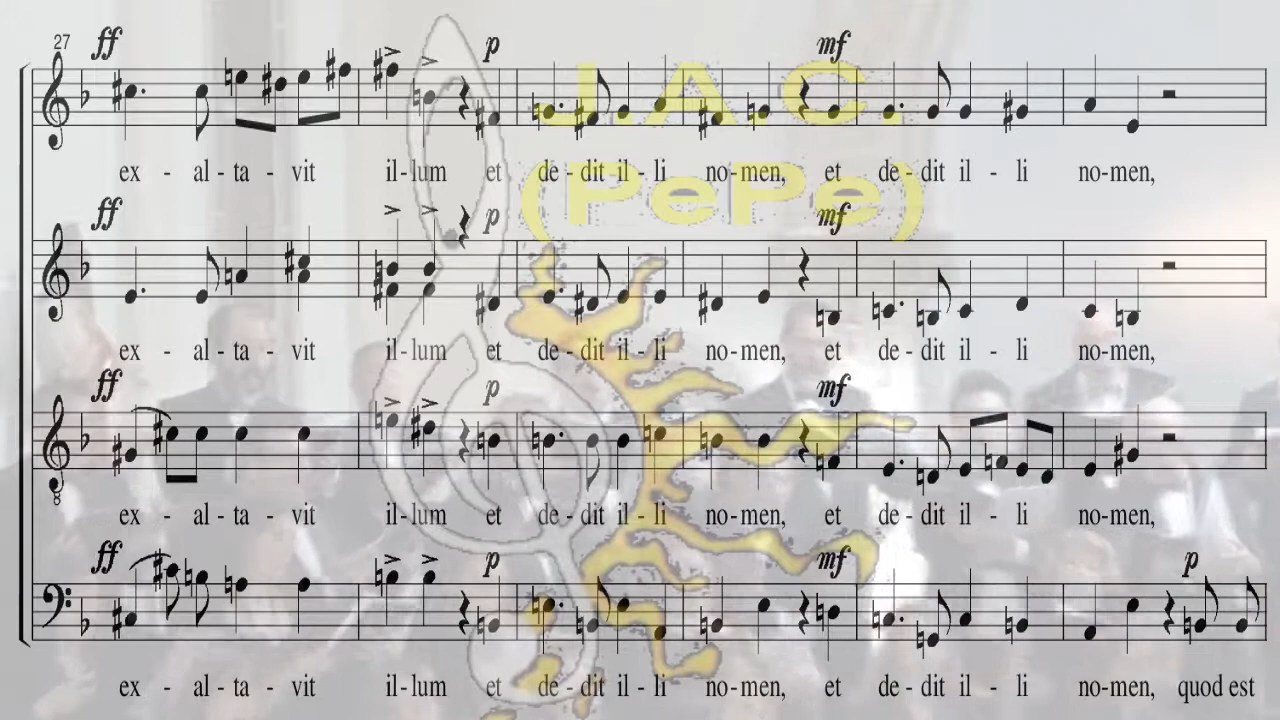 27 ff p mf
J.A.C.
ex - al - ta - vit il - lum et de - dit il - li no - men, et de - dit il - li no - men,
(PePe)
ff p mf
ex - al - ta - vit il - lum et de - dit il - li no - men, et de - dit il - li no - men,
ff p mf
8
ex - al - ta - vit il - lum et de - dit il - li no - men, et de - dit il - li no - men,
ff p mf p
ex - al - ta - vit il - lum et de - dit il - li no - men, et de - dit il - li no - men, quod est